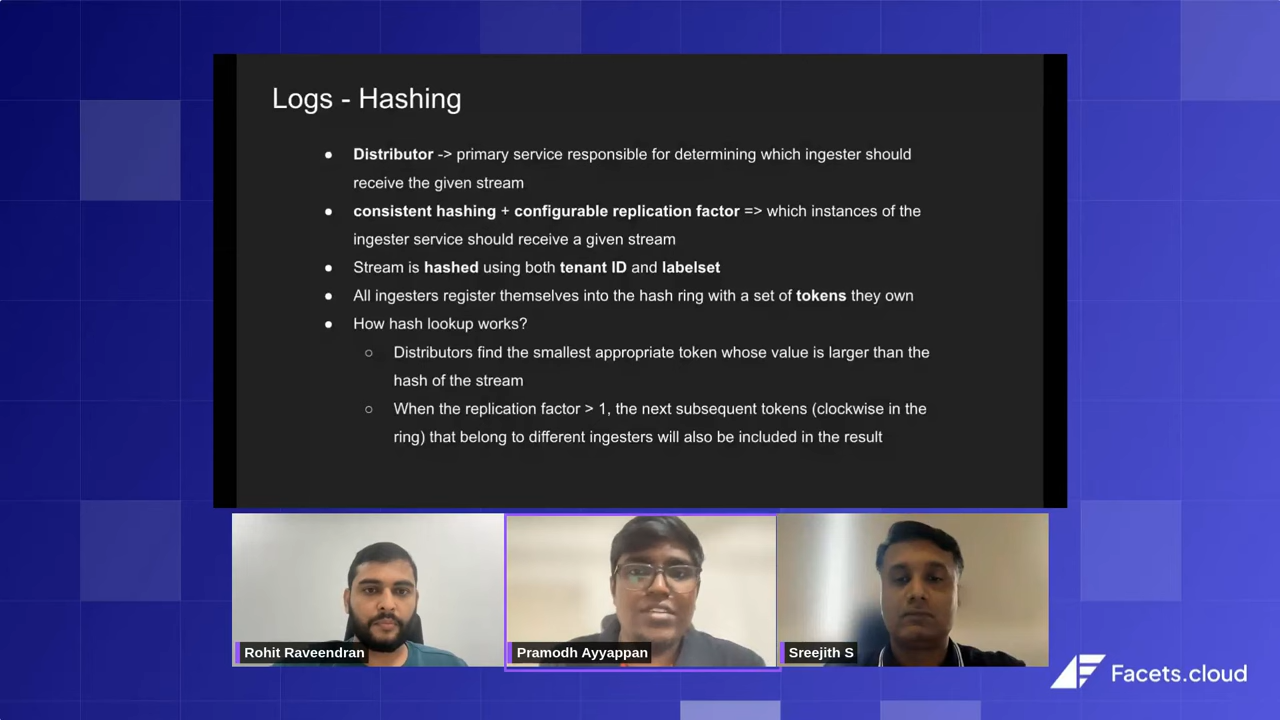 Logs - Hashing
● Distributor -> primary service responsible for determining which ingester should
receive the given stream
● consistent hashing + configurable replication factor => which instances of the
ingester service should receive a given stream
● Stream is hashed using both tenant ID and labelset
● All ingesters register themselves into the hash ring with a set of tokens they own
● How hash lookup works?
○ Distributors find the smallest appropriate token whose value is larger than the
hash of the stream
○ When the replication factor > 1, the next subsequent tokens (clockwise in the
ring) that belong to different ingesters will also be included in the result
Rohit Raveendran
Pramodh Ayyappan
Sreejith S
Facets.cloud